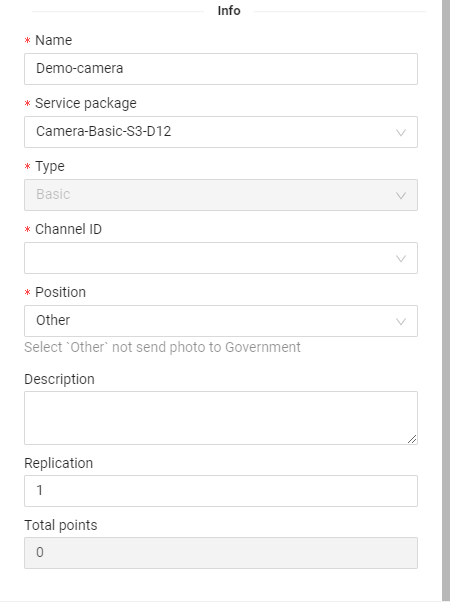 Info
* Name
Demo-camera
* Service package
Camera-Basic-S3-D12
* Type
Basic
* Channel ID
* Position
Other
Select `Other` not send photo to Government
Description
Replication
1
Total points
0